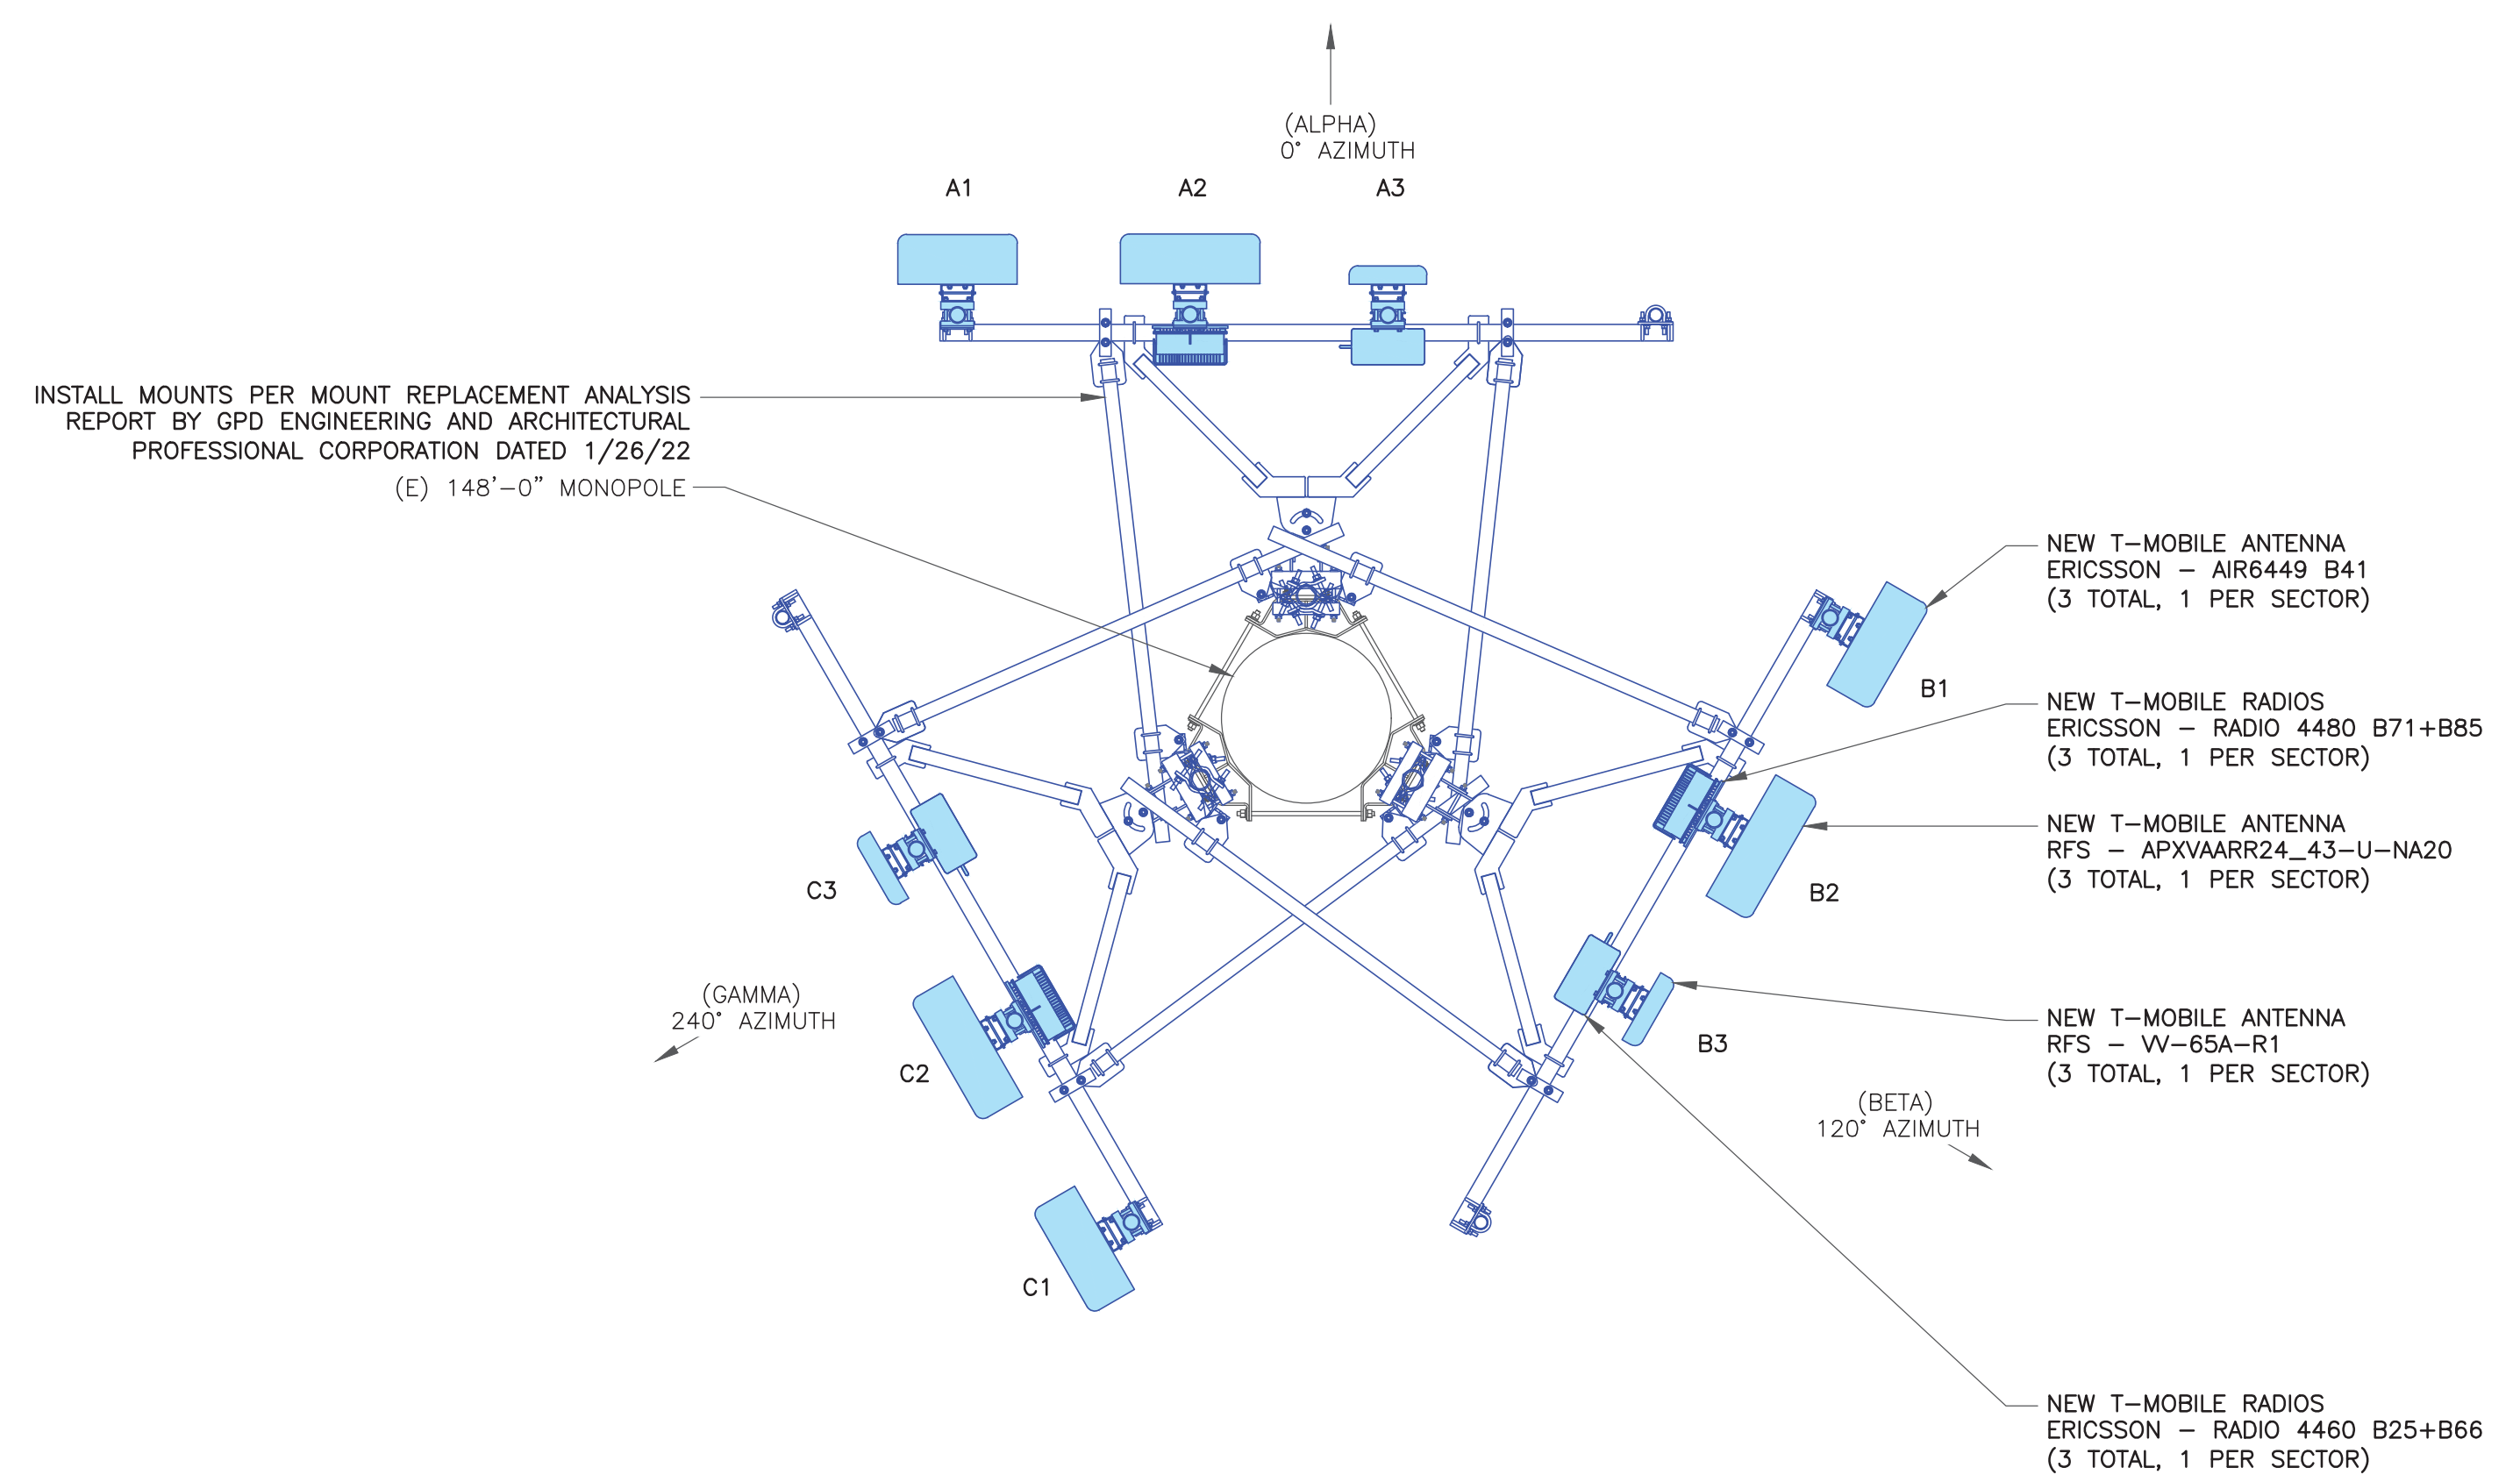 (ALPHA)
0° AZIMUTH
A1
A2
A3
INSTALL MOUNTS PER MOUNT REPLACEMENT ANALYSIS
REPORT BY GPD ENGINEERING AND ARCHITECTURAL
PROFESSIONAL CORPORATION DATED 1/26/22
(E) 148'-0" MONOPOLE
NEW T-MOBILE ANTENNA
ERICSSON - AIR6449 B41
(3 TOTAL, 1 PER SECTOR)
B1
NEW T-MOBILE RADIOS
ERICSSON - RADIO 4480 B71+B85
(3 TOTAL, 1 PER SECTOR)
NEW T-MOBILE ANTENNA
RFS - APXVAARR24_43-U-NA20
(3 TOTAL, 1 PER SECTOR)
B2
C3
(GAMMA)
240° AZIMUTH
C2
B3
NEW T-MOBILE ANTENNA
RFS - VV-65A-R1
(3 TOTAL, 1 PER SECTOR)
(BETA)
120° AZIMUTH
C1
NEW T-MOBILE RADIOS
ERICSSON - RADIO 4460 B25+B66
(3 TOTAL, 1 PER SECTOR)